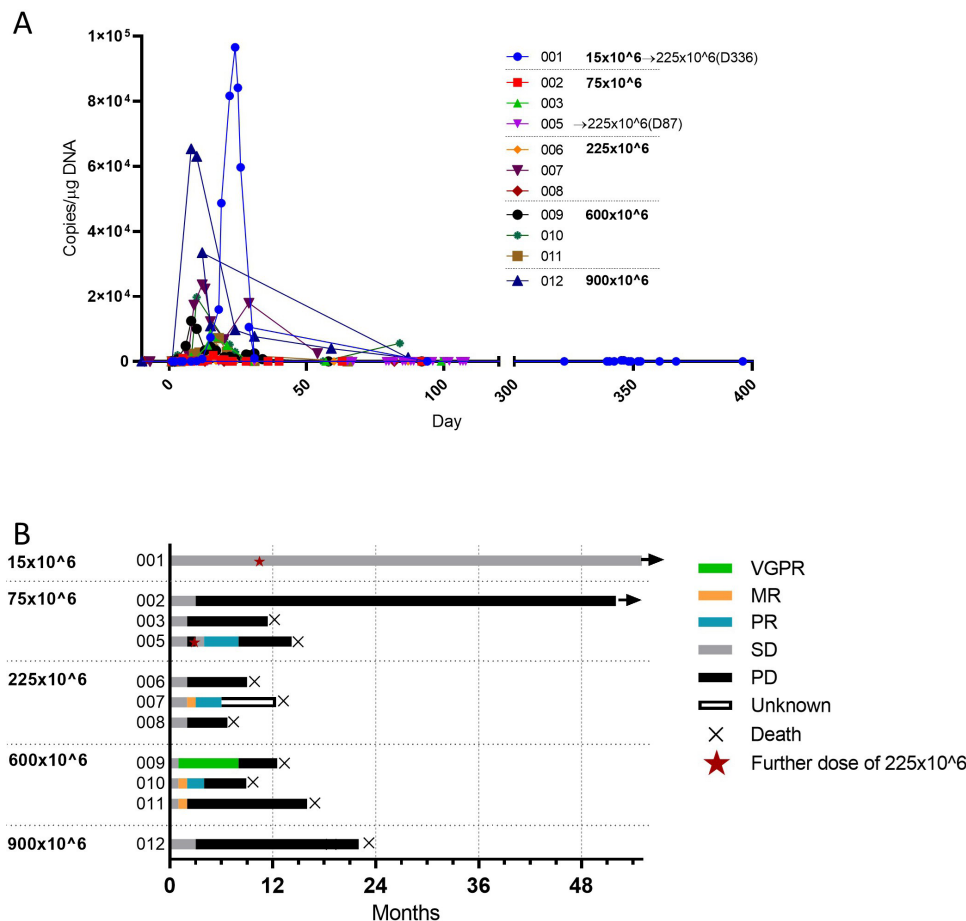 A
Copies/µg DNA
1×10^5
8×10^4
6×10^4
4×10^4
2×10^4
0
0
50
100
300
350
400
Day
001 15x10^6→225x10^6(D336)
002 75x10^6
003
005 →225x10^6(D87)
006 225x10^6
007
008
009 600x10^6
010
011
012 900x10^6
B
15x10^6 001
75x10^6 002
003
005
225x10^6 006
007
008
600x10^6 009
010
011
900x10^6 012
0 12 24 36 48
Months
VGPR
MR
PR
SD
PD
Unknown
Death
Further dose of 225x10^6